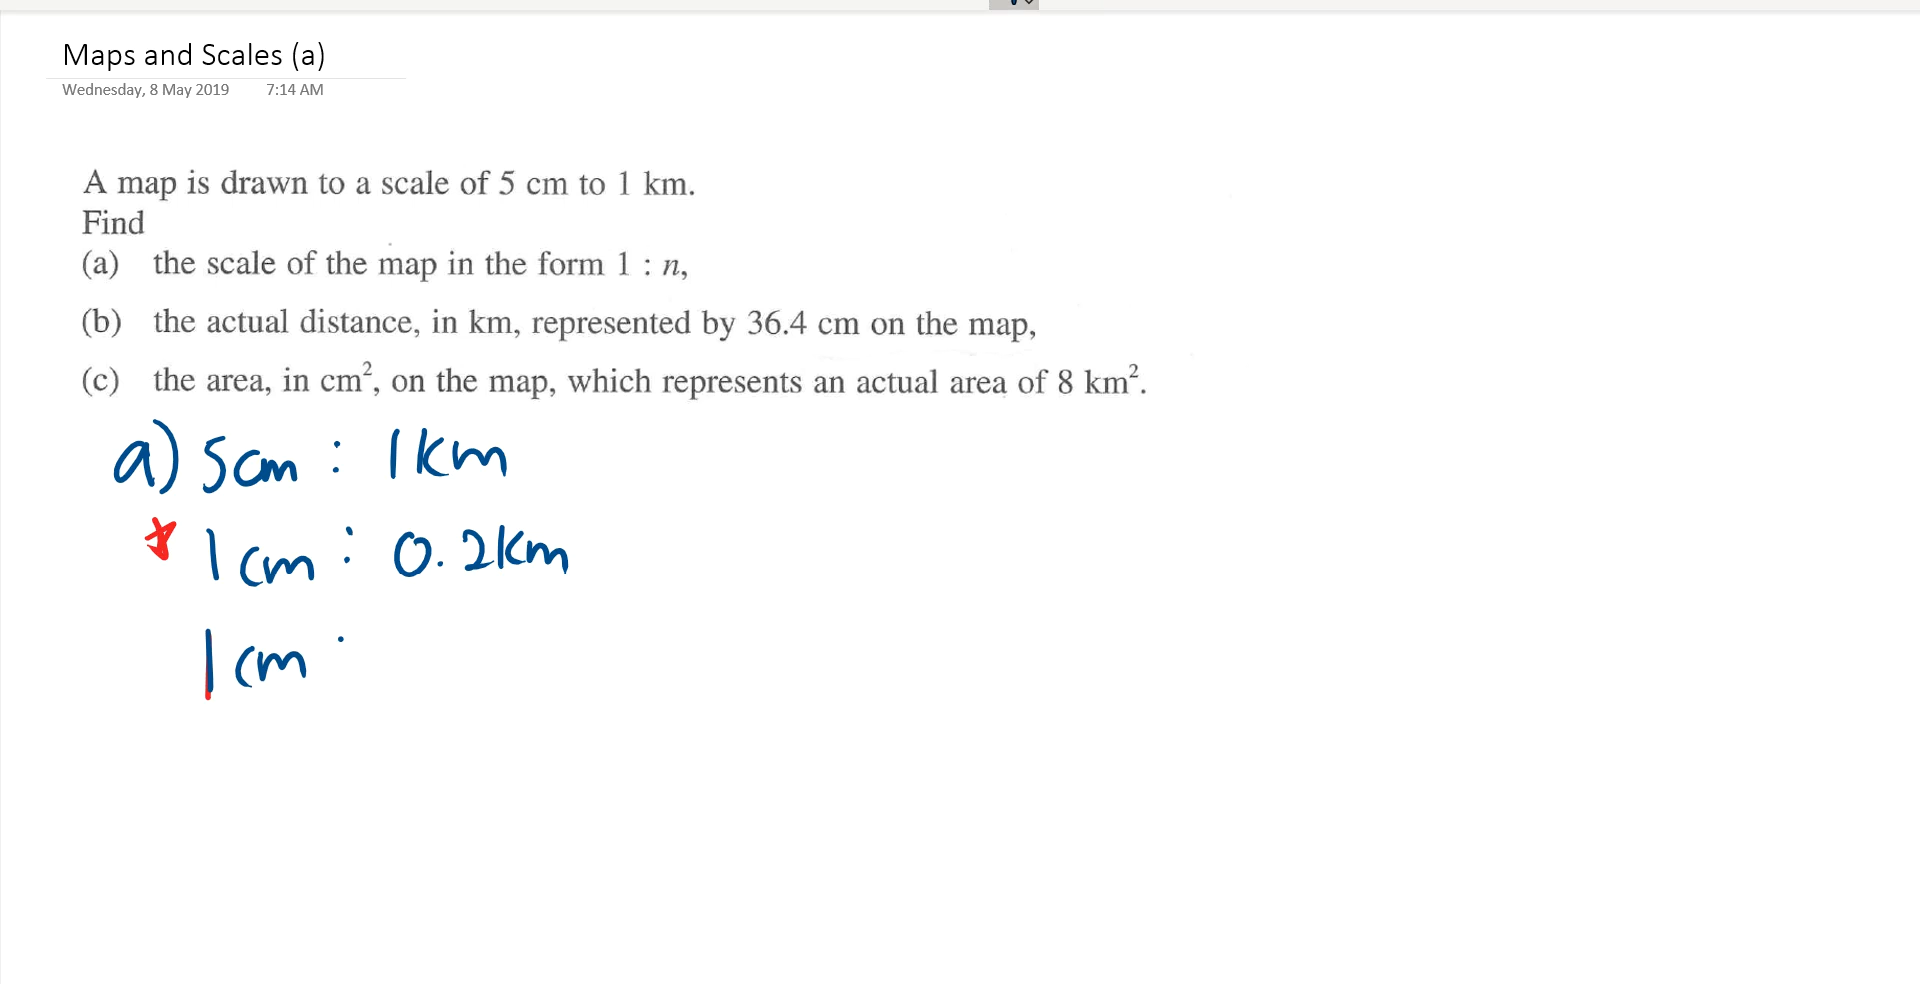 Maps and Scales (a)
Wednesday, 8 May 2019 7:14 AM
A map is drawn to a scale of 5 cm to 1 km.
Find
(a) the scale of the map in the form 1 : n,
(b) the actual distance, in km, represented by 36.4 cm on the map,
(c) the area, in cm², on the map, which represents an actual area of 8 km².
a) 5cm : 1km
* 1cm : 0.2km
1cm ·